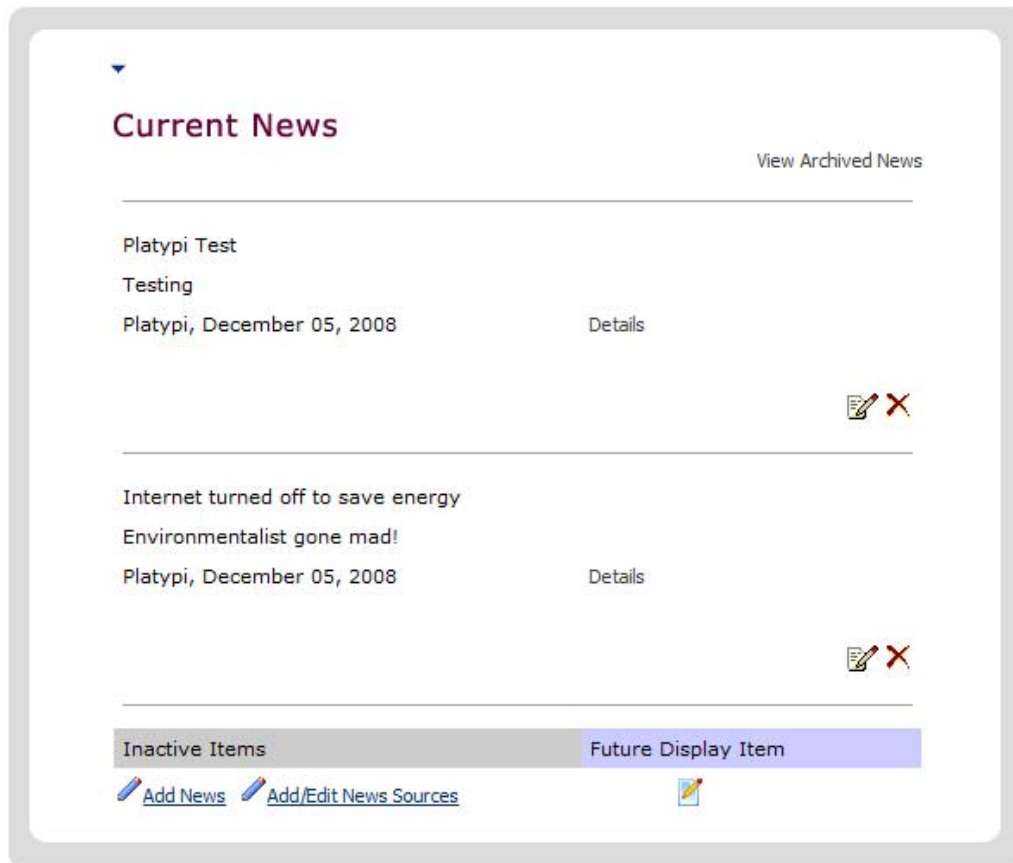 Current News
View Archived News
Platypi Test
Testing
Platypi, December 05, 2008 Details
Internet turned off to save energy
Environmentalist gone mad!
Platypi, December 05, 2008 Details
Inactive Items Future Display Item
Add News Add/Edit News Sources